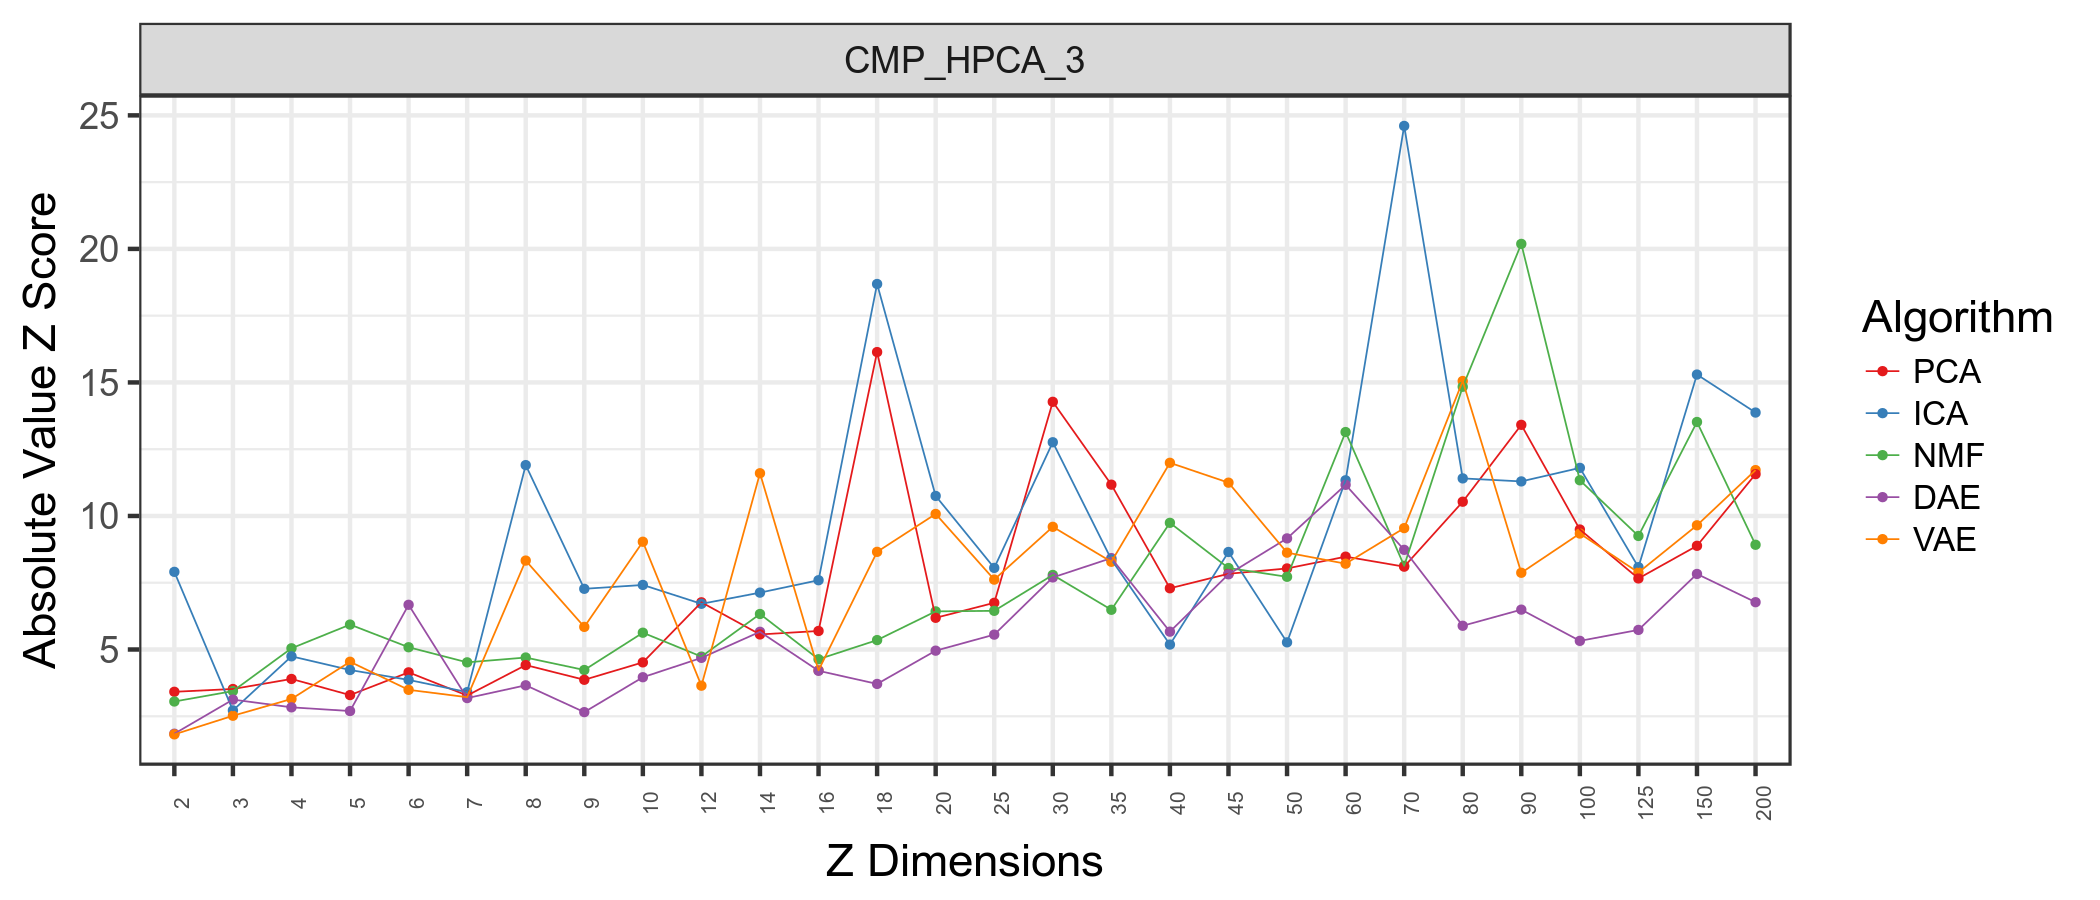 CMP_HPCA_3
Absolute Value Z Score
25
20
15
10
5
2 3 4 5 6 7 8 9 10 12 14 16 18 20 25 30 35 40 45 50 60 70 80 90 100 125 150 200
Z Dimensions
Algorithm
PCA
ICA
NMF
DAE
VAE